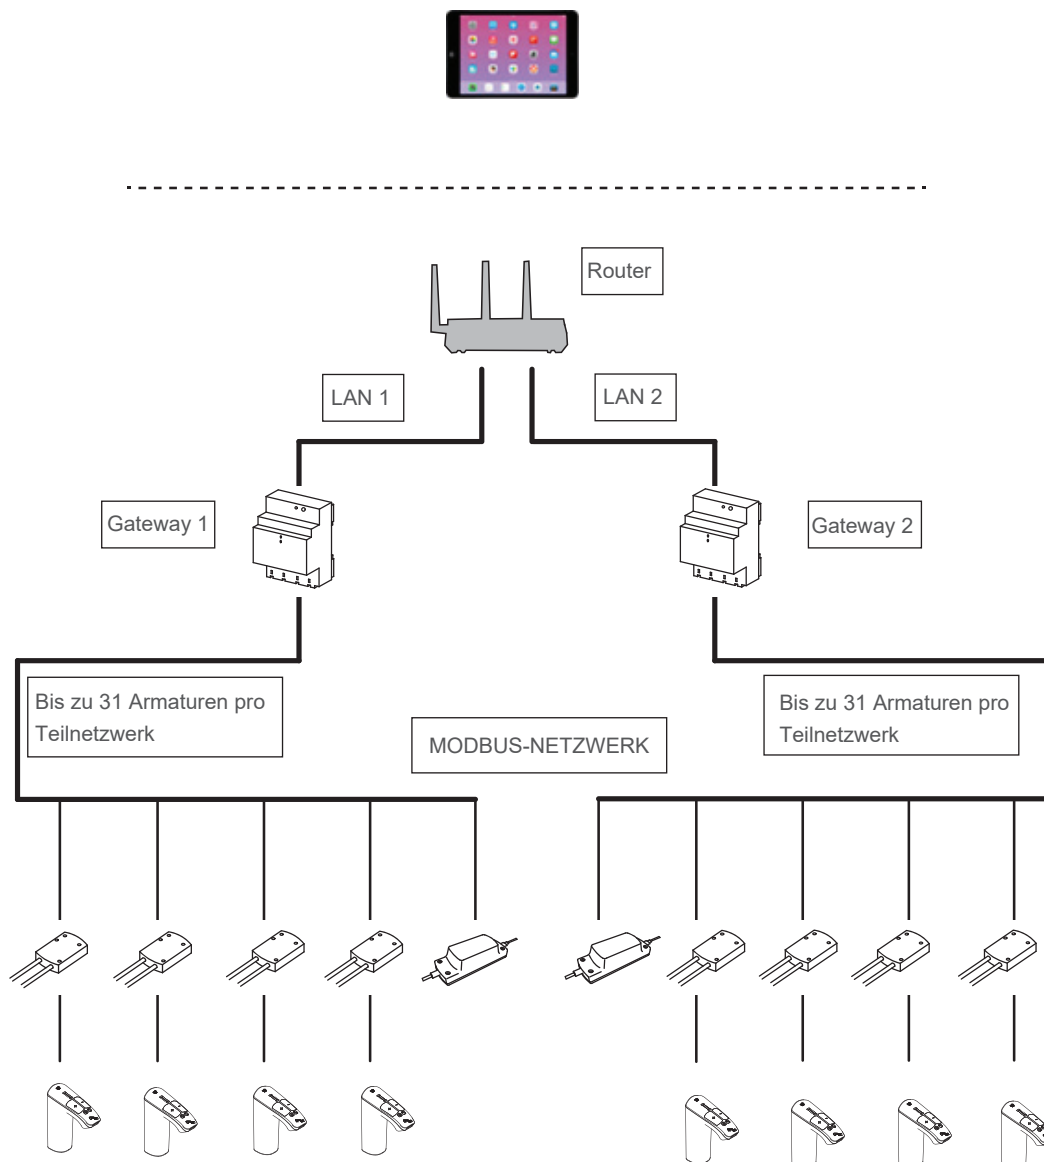 Router
LAN 1
LAN 2
Gateway 1
Gateway 2
Bis zu 31 Armaturen pro
Teilnetzwerk
Bis zu 31 Armaturen pro
Teilnetzwerk
MODBUS-NETZWERK